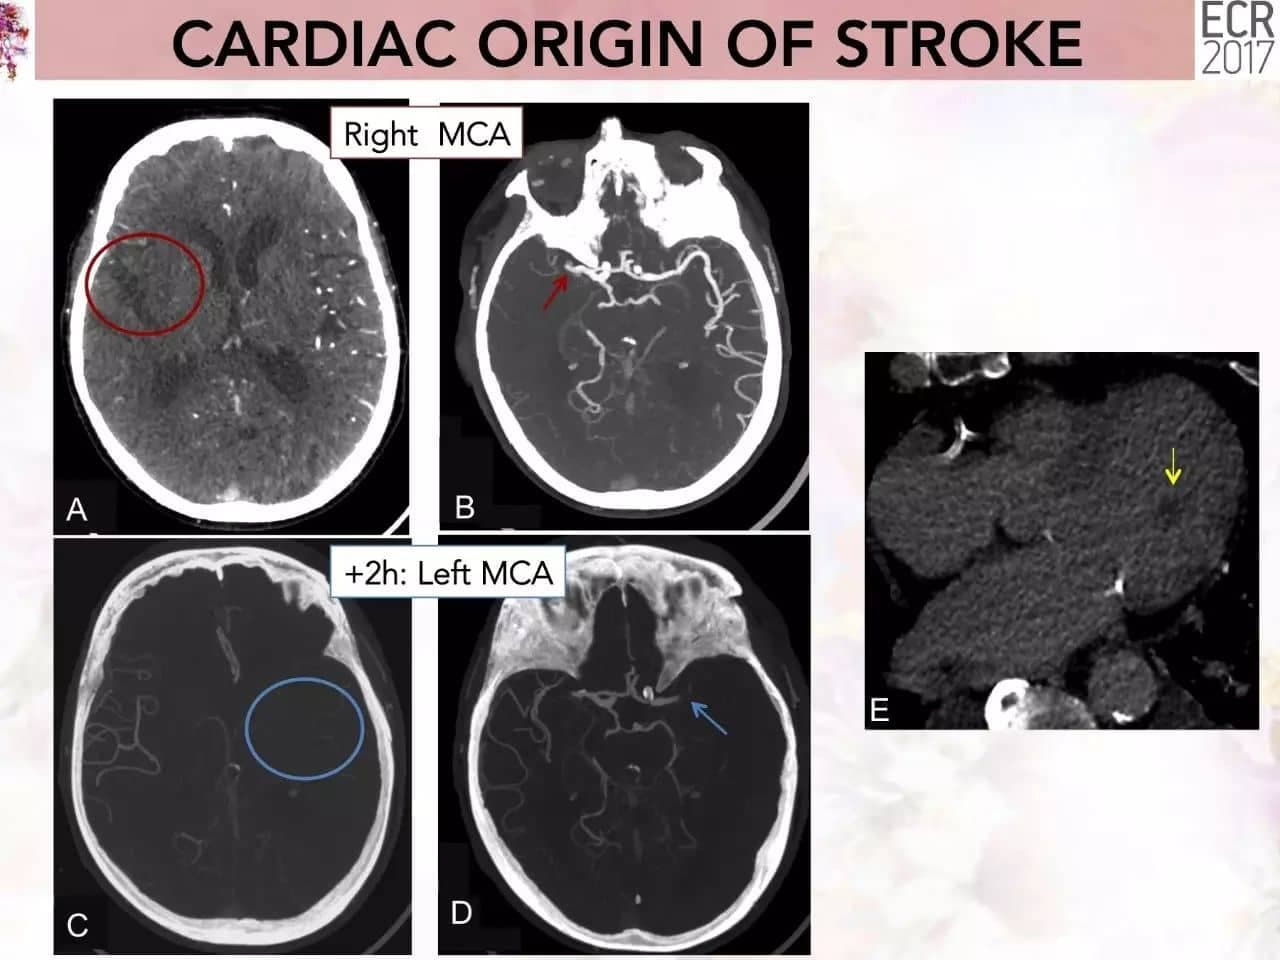 CARDIAC ORIGIN OF STROKE
ECR
2017
Right MCA
A
B
+2h: Left MCA
C
D
E